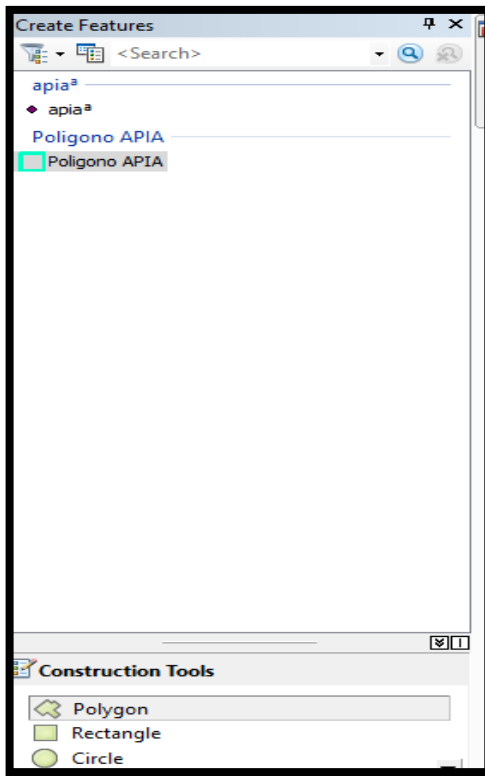 Create Features
<Search>
apiaª
apiaª
Poligono APIA
Poligono APIA
Construction Tools
Polygon
Rectangle
Circle